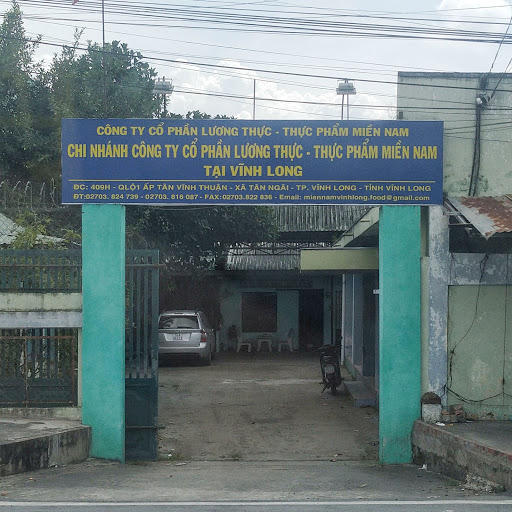 CÔNG TY CỔ PHẦN LƯƠNG THỰC - THỰC PHẨM MIỀN NAM
CHI NHÁNH CÔNG TY CỔ PHẦN LƯƠNG THỰC - THỰC PHẨM MIỀN NAM
TẠI VĨNH LONG
ĐC: 409H - QLỘ1 ẤP TÂN VĨNH THUẬN - XÃ TÂN NGÃI - TP. VĨNH LONG - TỈNH VĨNH LONG
ĐT:02703. 824 739 - 02703. 816 087 - FAX:02703.822 836 - Email: miennamvinhlong.food@gmail.com